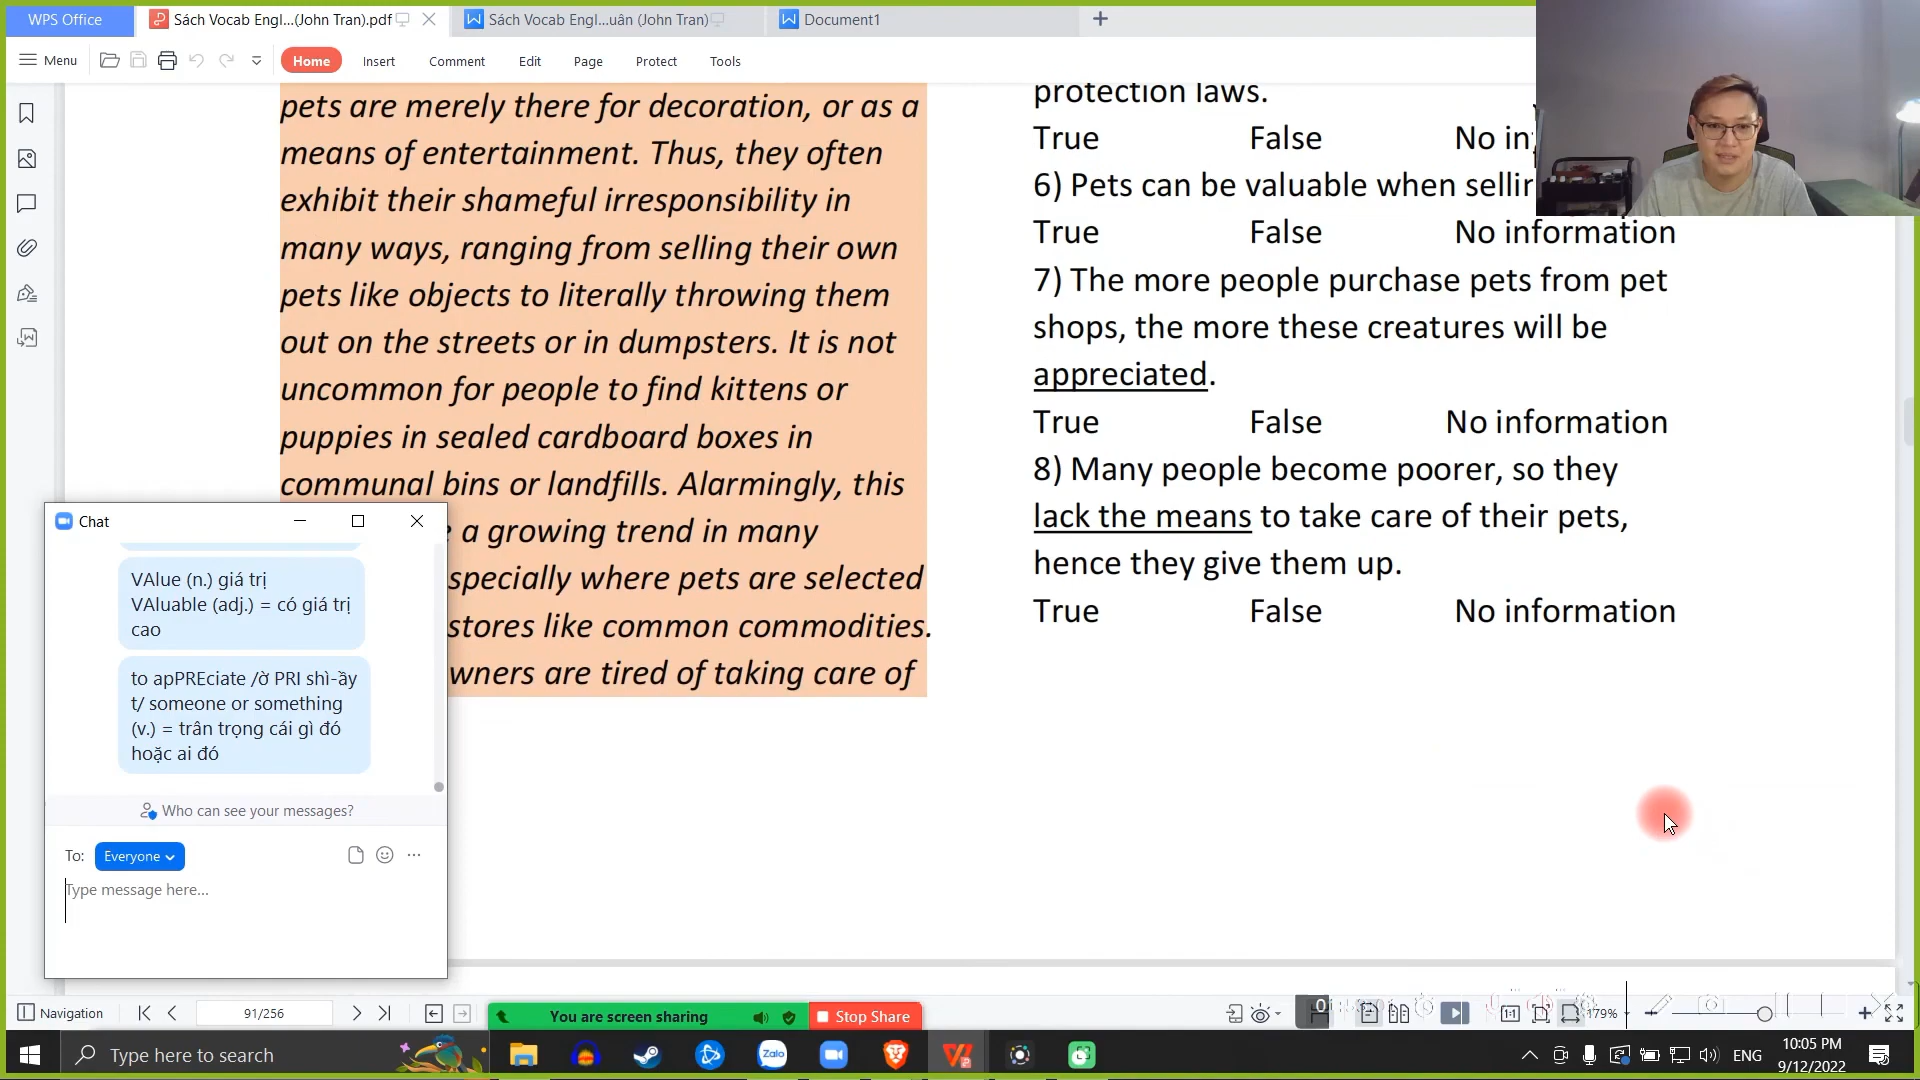 WPS Office
Sách Vocab Engl...(John Tran).pdf
Sách Vocab Engl...uân (John Tran)
Document1
Menu
Home
Insert
Comment
Edit
Page
Protect
Tools
pets are merely there for decoration, or as a
means of entertainment. Thus, they often
exhibit their shameful irresponsibility in
many ways, ranging from selling their own
pets like objects to literally throwing them
out on the streets or in dumpsters. It is not
uncommon for people to find kittens or
puppies in sealed cardboard boxes in
communal bins or landfills. Alarmingly, this
a growing trend in many
specially where pets are selected
stores like common commodities.
wners are tired of taking care of
protection laws.
True False No in
6) Pets can be valuable when sellin
True False No information
7) The more people purchase pets from pet
shops, the more these creatures will be
appreciated.
True False No information
8) Many people become poorer, so they
lack the means to take care of their pets,
hence they give them up.
True False No information
Chat
VAlue (n.) giá trị
VAluable (adj.) = có giá trị
cao
to apPREciate /ờ PRI shì-ầy
t/ someone or something
(v.) = trân trọng cái gì đó
hoặc ai đó
Who can see your messages?
To: Everyone
Type message here...
Navigation
91/256
You are screen sharing
Stop Share
179%
Type here to search
Zalo
ENG
10:05 PM
9/12/2022